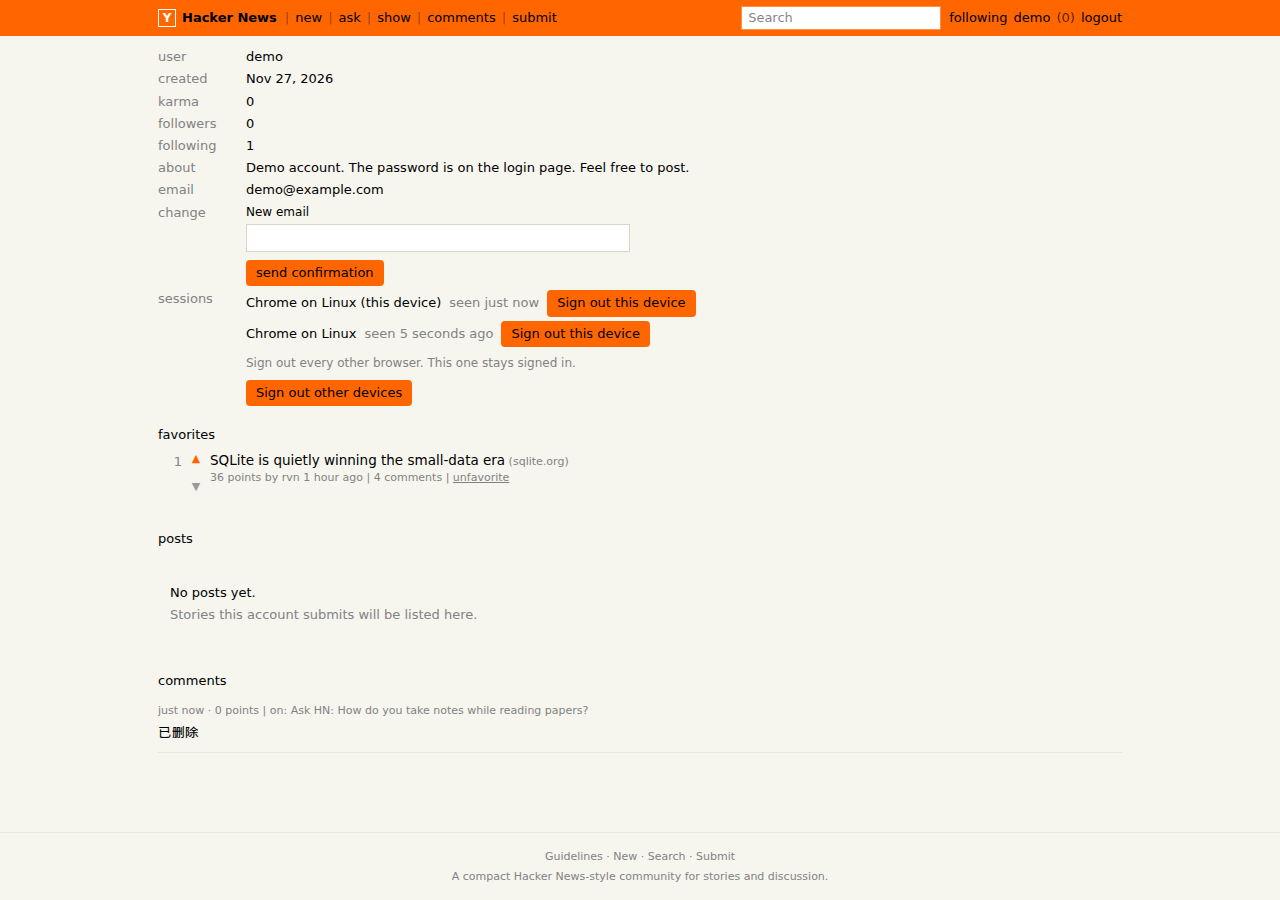 Y Hacker News | new | ask | show | comments | submit Search following demo (0) logout
user demo
created Nov 27, 2026
karma 0
followers 0
following 1
about Demo account. The password is on the login page. Feel free to post.
email demo@example.com
change New email
send confirmation
sessions Chrome on Linux (this device) seen just now Sign out this device
Chrome on Linux seen 5 seconds ago Sign out this device
Sign out every other browser. This one stays signed in.
Sign out other devices
favorites
1 ▲ SQLite is quietly winning the small-data era (sqlite.org)
36 points by rvn 1 hour ago | 4 comments | unfavorite
▼
posts
No posts yet.
Stories this account submits will be listed here.
comments
just now · 0 points | on: Ask HN: How do you take notes while reading papers?
已删除
Guidelines · New · Search · Submit
A compact Hacker News-style community for stories and discussion.